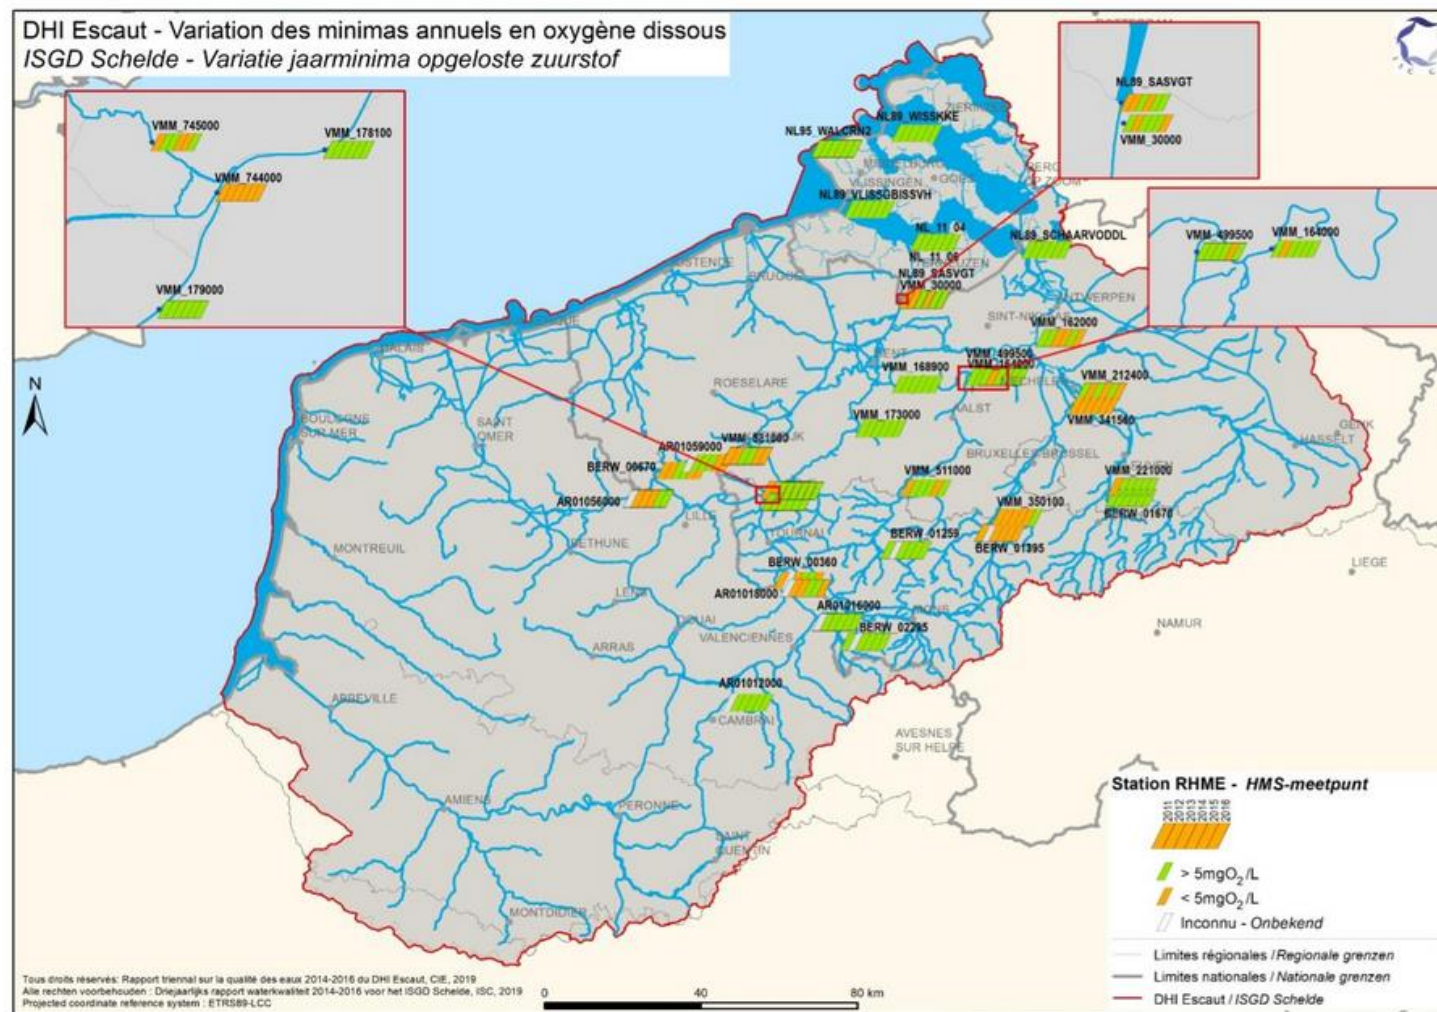 DHI Escaut - Variation des minimas annuels en oxygène dissous
ISGD Schelde - Variatie jaarminima opgeloste zuurstof
VMM_745000
VMM_178100
VMM_744000
VMM_179000
NL89_SASVGT
VMM_30000
VMM_499500
VMM_164000
NL89_WISSKKE
NL95_WALCRN2
VLISSINGEN
GOES
NL89_VLISSGBISSVH
NL_11_04
NL89_SCHAARVODDL
NL_11_06
NL89_SASVGT
VMM_30000
ANTWERPEN
VMM_162000
VMM_499500
VMM_168900
VMM_212400
ROESELARE
AALST
VMM_341500
CALAIS
BOULOGNE
SUR MER
SAINT
OMER
VMM_173000
GENK
HASSELT
AR01059000
BRUXELLES-BRUSSEL
BERW_00670
AR01056000
VMM_511000
VMM_221000
VMM_350100
BERW_01670
LILLE
TOURNAI
BERW_01259
BERW_01395
MONTREUIL
BETHUNE
LIEGE
BERW_00360
AR01018000
LENS
AR01016000
DOUAI
MONS
BERW_02295
VALENCIENNES
NAMUR
ARRAS
AR01012000
ABBEVILLE
CAMBRAI
AVESNES
SUR HELPE
AMIENS
PERONNE
SAINT
QUENTIN
MONTDIDIER
N
Station RHME - HMS-meetpunt
2011
2012
2013
2014
2015
2016
> 5mgO₂/L
< 5mgO₂/L
Inconnu - Onbekend
Limites régionales / Regionale grenzen
Limites nationales / Nationale grenzen
DHI Escaut / ISGD Schelde
Tous droits réservés: Rapport triennal sur la qualité des eaux 2014-2016 du DHI Escaut, CIE, 2019
Alle rechten voorbehouden : Driejaarlijks rapport waterkwaliteit 2014-2016 voor het ISGD Schelde, ISC, 2019
Projected coordinate reference system : ETRS89-LCC
0 40 80 km